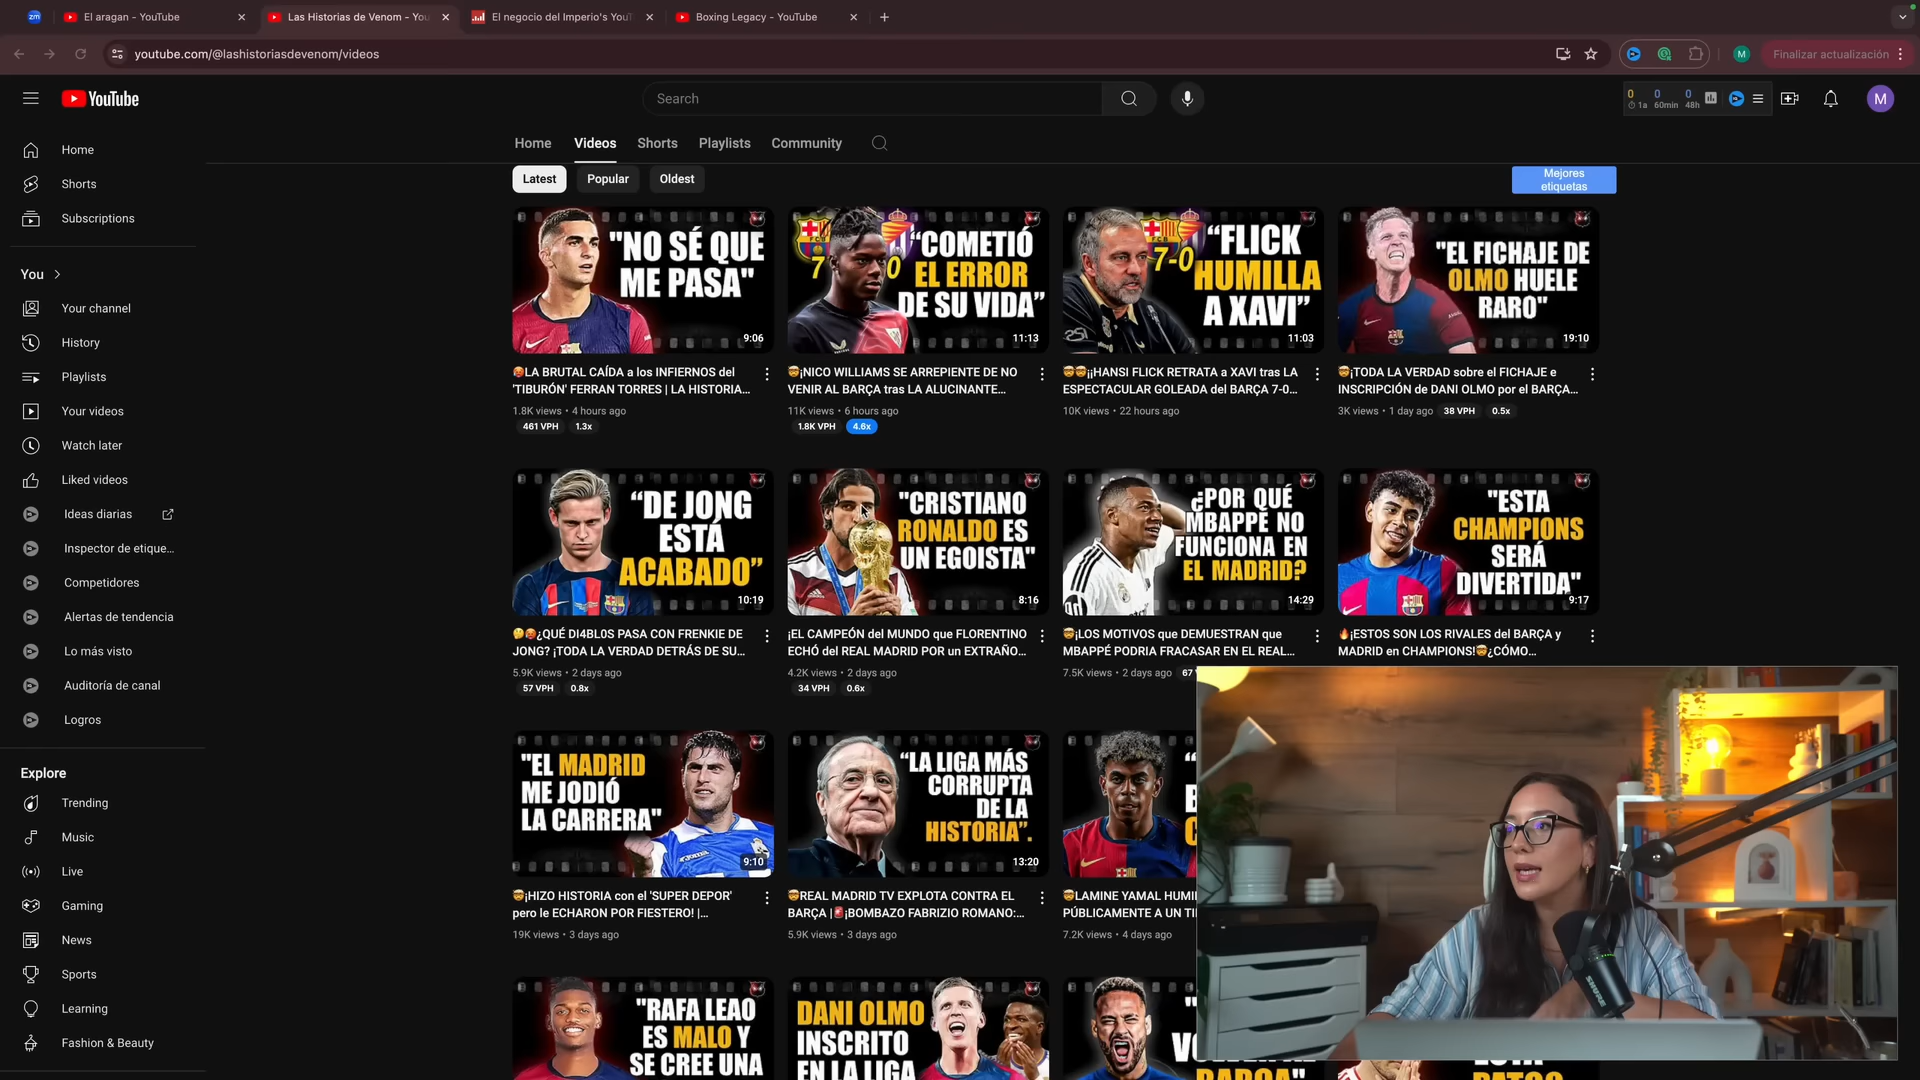 zm
El aragan - YouTube
Las Historias de Venom - You
El negocio del Imperio's YouT
Boxing Legacy - YouTube
youtube.com/@lashistoriasdevenom/videos
M
Finalizar actualización
YouTube
Search
0 0 0
1a 60min 48h
M
Home
Shorts
Subscriptions
You
Your channel
History
Playlists
Your videos
Watch later
Liked videos
Ideas diarias
Inspector de etique...
Competidores
Alertas de tendencia
Lo más visto
Auditoría de canal
Logros
Explore
Trending
Music
Live
Gaming
News
Sports
Learning
Fashion & Beauty
Home
Videos
Shorts
Playlists
Community
Latest
Popular
Oldest
Mejores
etiquetas
"NO SÉ QUE
ME PASA"
9:06
🥵LA BRUTAL CAÍDA a los INFIERNOS del
'TIBURÓN' FERRAN TORRES | LA HISTORIA...
1.8K views • 4 hours ago
461 VPH 1.3x
7 0
“COMETIÓ
EL ERROR
DE SU VIDA”
11:13
🤯¡NICO WILLIAMS SE ARREPIENTE DE NO
VENIR AL BARÇA tras LA ALUCINANTE...
11K views • 6 hours ago
1.8K VPH 4.6x
7-0
“FLICK
HUMILLA
A XAVI”
11:03
🤯🤯¡¡HANSI FLICK RETRATA a XAVI tras LA
ESPECTACULAR GOLEADA del BARÇA 7-0...
10K views • 22 hours ago
"EL FICHAJE DE
OLMO HUELE
RARO"
19:10
🤯¡TODA LA VERDAD sobre el FICHAJE e
INSCRIPCIÓN de DANI OLMO por el BARÇA...
3K views • 1 day ago 38 VPH 0.5x
“DE JONG
ESTÁ
ACABADO”
10:19
🤔🥵¿QUÉ DI4BL0S PASA CON FRENKIE DE
JONG? ¡TODA LA VERDAD DETRÁS DE SU...
5.9K views • 2 days ago
57 VPH 0.8x
"CRISTIANO
RONALDO ES
UN EGOISTA"
8:16
¡EL CAMPEÓN del MUNDO que FLORENTINO
ECHÓ del REAL MADRID POR un EXTRAÑO...
4.2K views • 2 days ago
34 VPH 0.6x
¿POR QUÉ
MBAPPÉ NO
FUNCIONA EN
EL MADRID?
14:29
🤯¡LOS MOTIVOS que DEMUESTRAN que
MBAPPÉ PODRIA FRACASAR EN EL REAL...
7.5K views • 2 days ago 67
"ESTA
CHAMPIONS
SERÁ
DIVERTIDA"
9:17
🔥¡ESTOS SON LOS RIVALES del BARÇA y
MADRID en CHAMPIONS!🤯¿CÓMO...
"EL MADRID
ME JODIÓ
LA CARRERA"
9:10
🤯¡HIZO HISTORIA con el 'SUPER DEPOR'
pero le ECHARON POR FIESTERO! |...
19K views • 3 days ago
“LA LIGA MÁS
CORRUPTA
DE LA
HISTORIA”.
13:20
🤯REAL MADRID TV EXPLOTA CONTRA EL
BARÇA |🚨¡BOMBAZO FABRIZIO ROMANO:...
5.9K views • 3 days ago
🤯LAMINE YAMAL HUMI
PÚBLICAMENTE A UN TI
7.2K views • 4 days ago
SHURE
"RAFA LEAO
ES MALO Y
SE CREE UNA
DANI OLMO
INSCRITO
EN LA LIGA